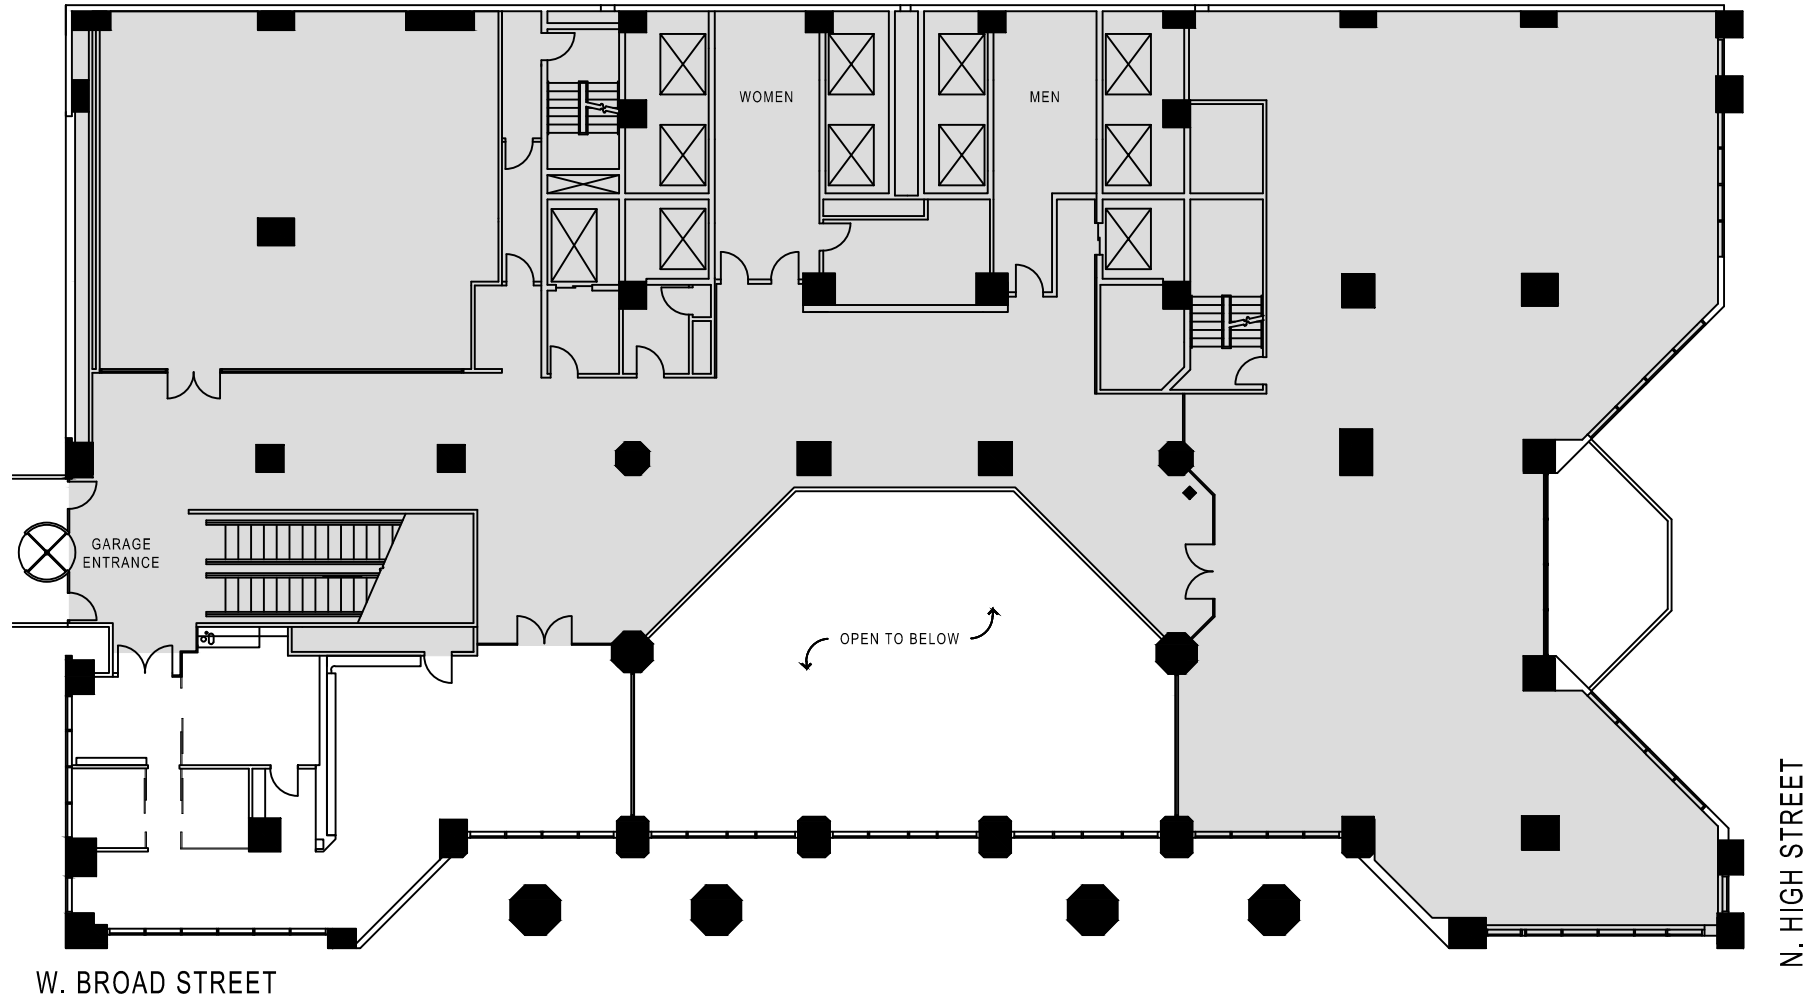 WOMEN
MEN
GARAGE
ENTRANCE
OPEN TO BELOW
N. HIGH STREET
W. BROAD STREET